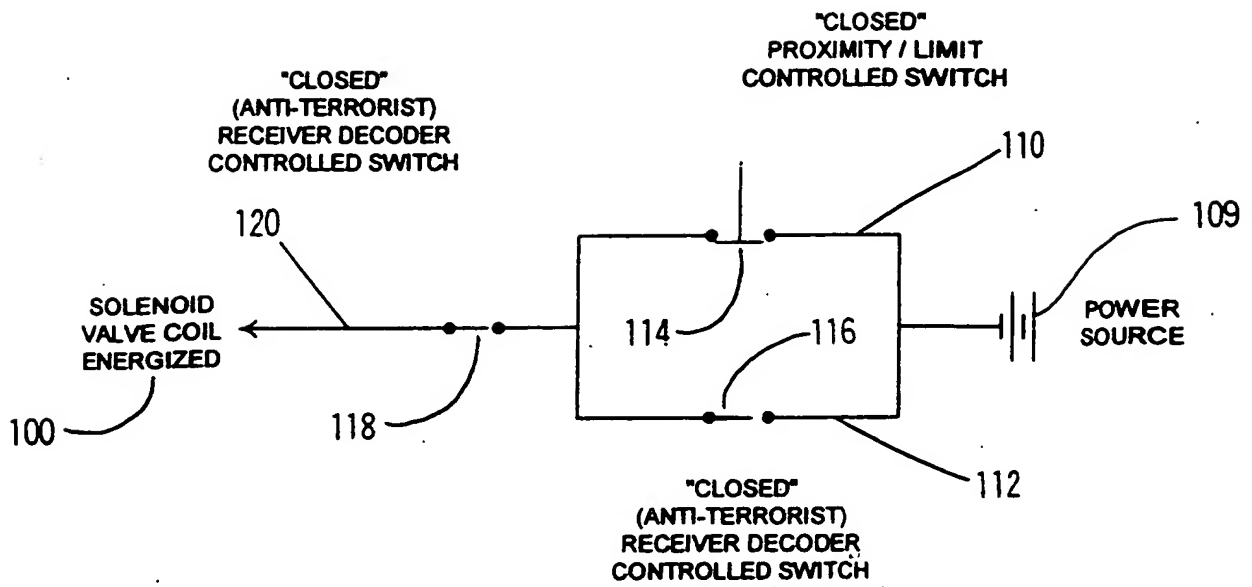 "CLOSED"
PROXIMITY / LIMIT
CONTROLLED SWITCH
"CLOSED"
(ANTI-TERRORIST)
RECEIVER DECODER
CONTROLLED SWITCH
110
109
120
SOLENOID
VALVE COIL
ENERGIZED
114
116
POWER
SOURCE
100
118
112
"CLOSED"
(ANTI-TERRORIST)
RECEIVER DECODER
CONTROLLED SWITCH